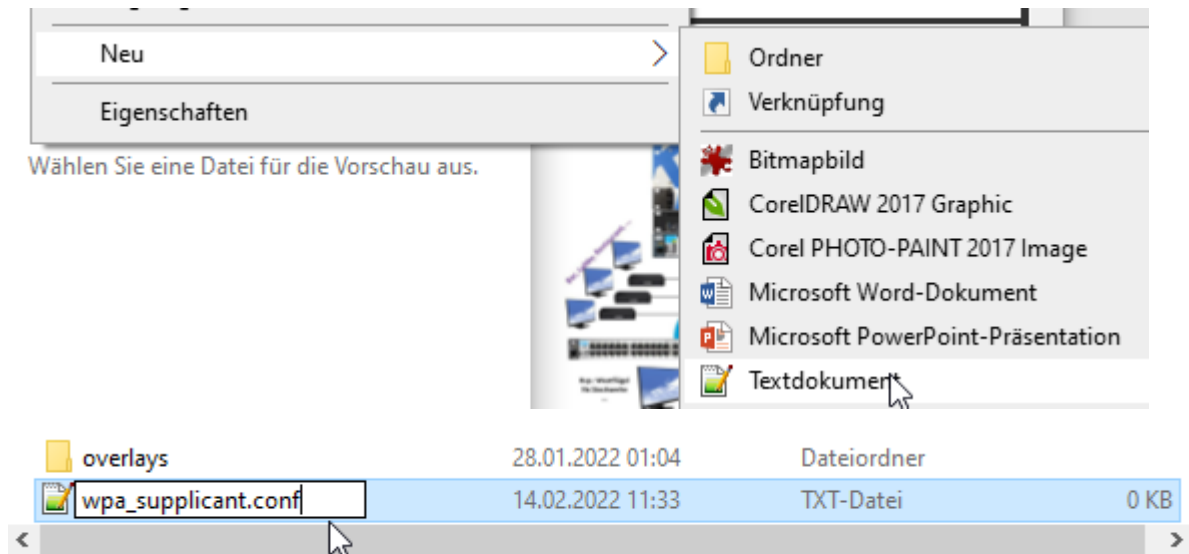 Neu
Ordner
Verknüpfung
Eigenschaften
Bitmapbild
Wählen Sie eine Datei für die Vorschau aus.
CorelDRAW 2017 Graphic
Corel PHOTO-PAINT 2017 Image
Microsoft Word-Dokument
Microsoft PowerPoint-Präsentation
Textdokument
overlays 28.01.2022 01:04 Dateiordner
wpa_supplicant.conf 14.02.2022 11:33 TXT-Datei 0 KB